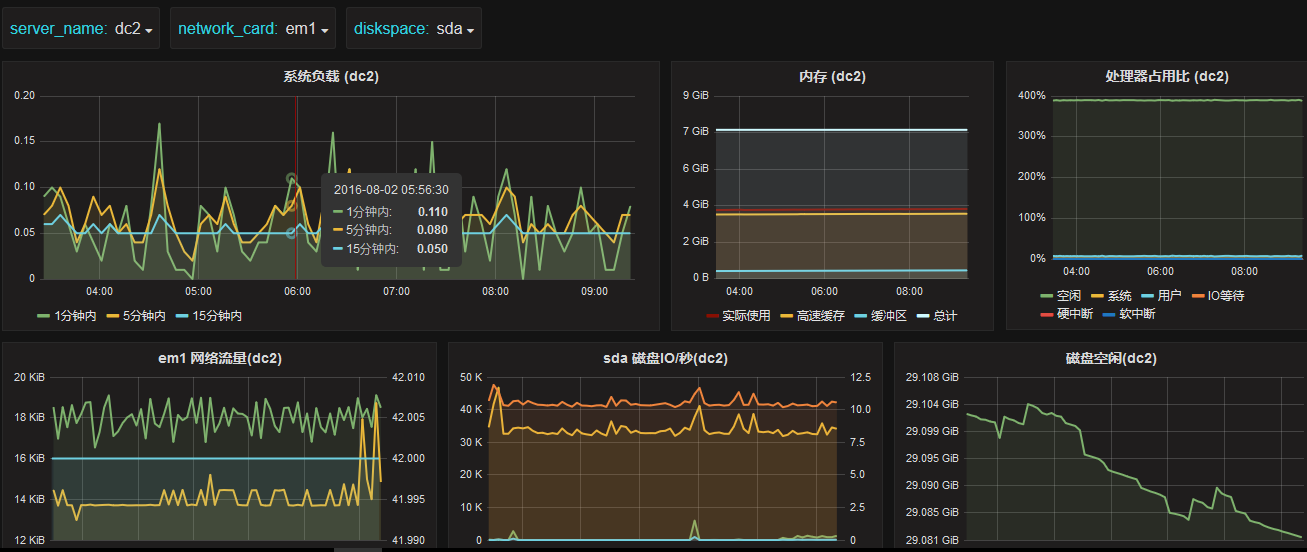 server_name: dc2 network_card: em1 diskspace: sda
系统负载 (dc2)
0.20
0.15
0.10
0.05
0
04:00 05:00 06:00 07:00 08:00 09:00
2016-08-02 05:56:30
1分钟内: 0.110
5分钟内: 0.080
15分钟内: 0.050
1分钟内 5分钟内 15分钟内
内存 (dc2)
9 GiB
7 GiB
6 GiB
4 GiB
2 GiB
0 B
04:00 06:00 08:00
实际使用 高速缓存 缓冲区 总计
处理器占用比 (dc2)
400%
300%
200%
100%
0%
04:00 06:00 08:00
空闲 系统 用户 IO等待
硬中断 软中断
em1 网络流量(dc2)
20 KiB
18 KiB
16 KiB
14 KiB
12 KiB
42.010
42.005
42.000
41.995
41.990
sda 磁盘IO/秒(dc2)
50 K
40 K
30 K
20 K
10 K
0
12.5
10.0
7.5
5.0
2.5
0
磁盘空闲(dc2)
29.108 GiB
29.104 GiB
29.099 GiB
29.095 GiB
29.090 GiB
29.085 GiB
29.081 GiB